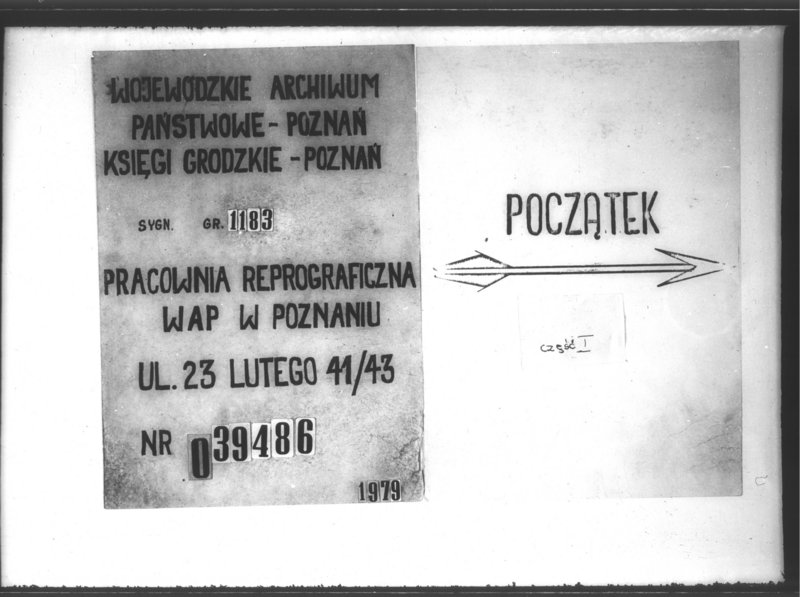 WOJEWÓDZKIE ARCHIWUM
PAŃSTWOWE - POZNAŃ
KSIĘGI GRODZKIE - POZNAŃ
SYGN. GR. 1183
PRACOWNIA REPROGRAFICZNA
WAP W POZNANIU
UL. 23 LUTEGO 41/43
NR 039486
1979
POCZĄTEK
część I